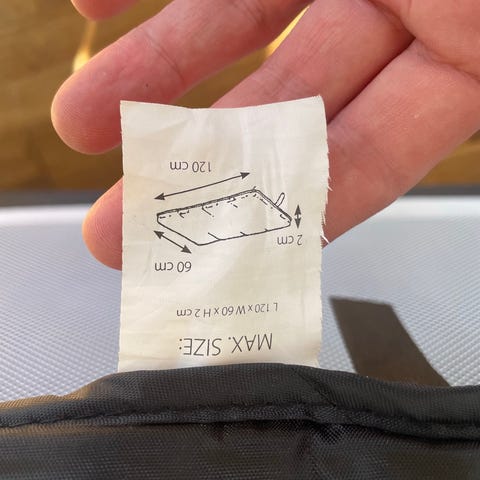 MAX. SIZE:
L 120 x W 60 x H 2 cm
60 cm
2 cm
120 cm